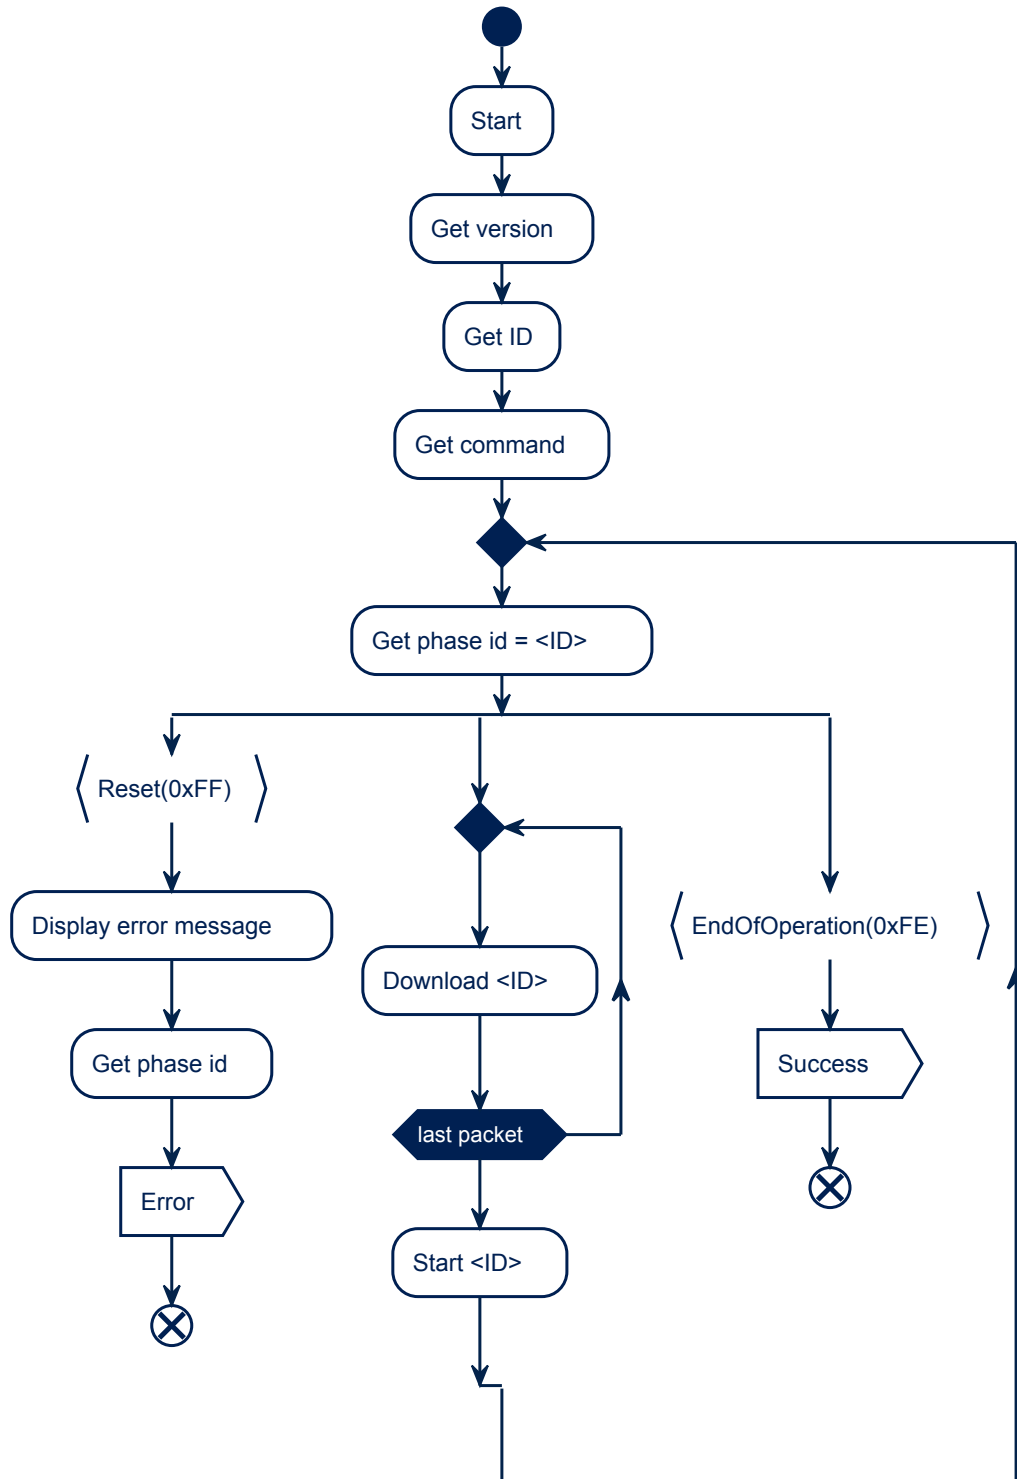 Start
Get version
Get ID
Get command
Get phase id = <ID>
Reset(0xFF)
Display error message
Get phase id
Error
Download <ID>
last packet
Start <ID>
EndOfOperation(0xFE)
Success